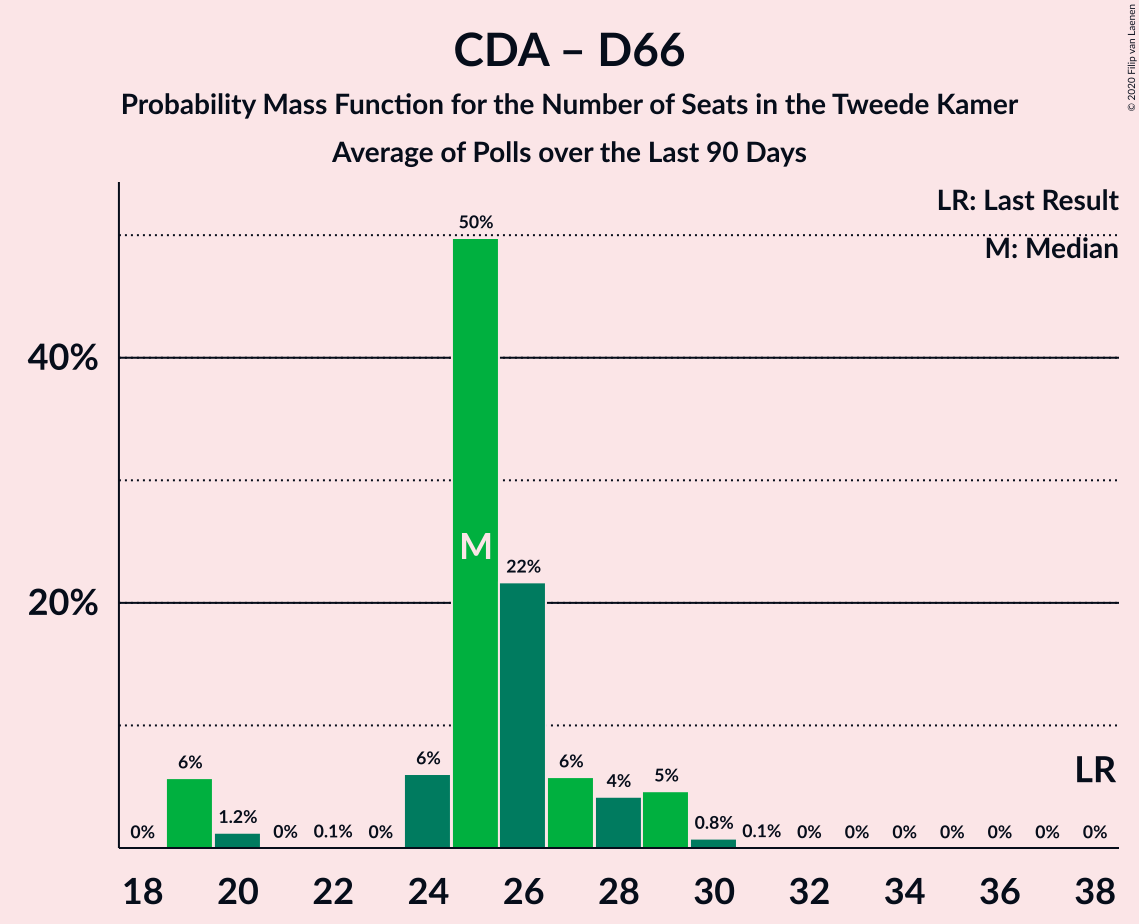 CDA – D66
Probability Mass Function for the Number of Seats in the Tweede Kamer
Average of Polls over the Last 90 Days
© 2020 Filip van Laenen
LR: Last Result
M: Median
50%
40%
M
22%
20%
LR
0%
6%
1.2%
0%
0.1%
0%
6%
6%
4%
5%
0.8%
0.1%
0%
0%
0%
0%
0%
0%
0%
18 20 22 24 26 28 30 32 34 36 38